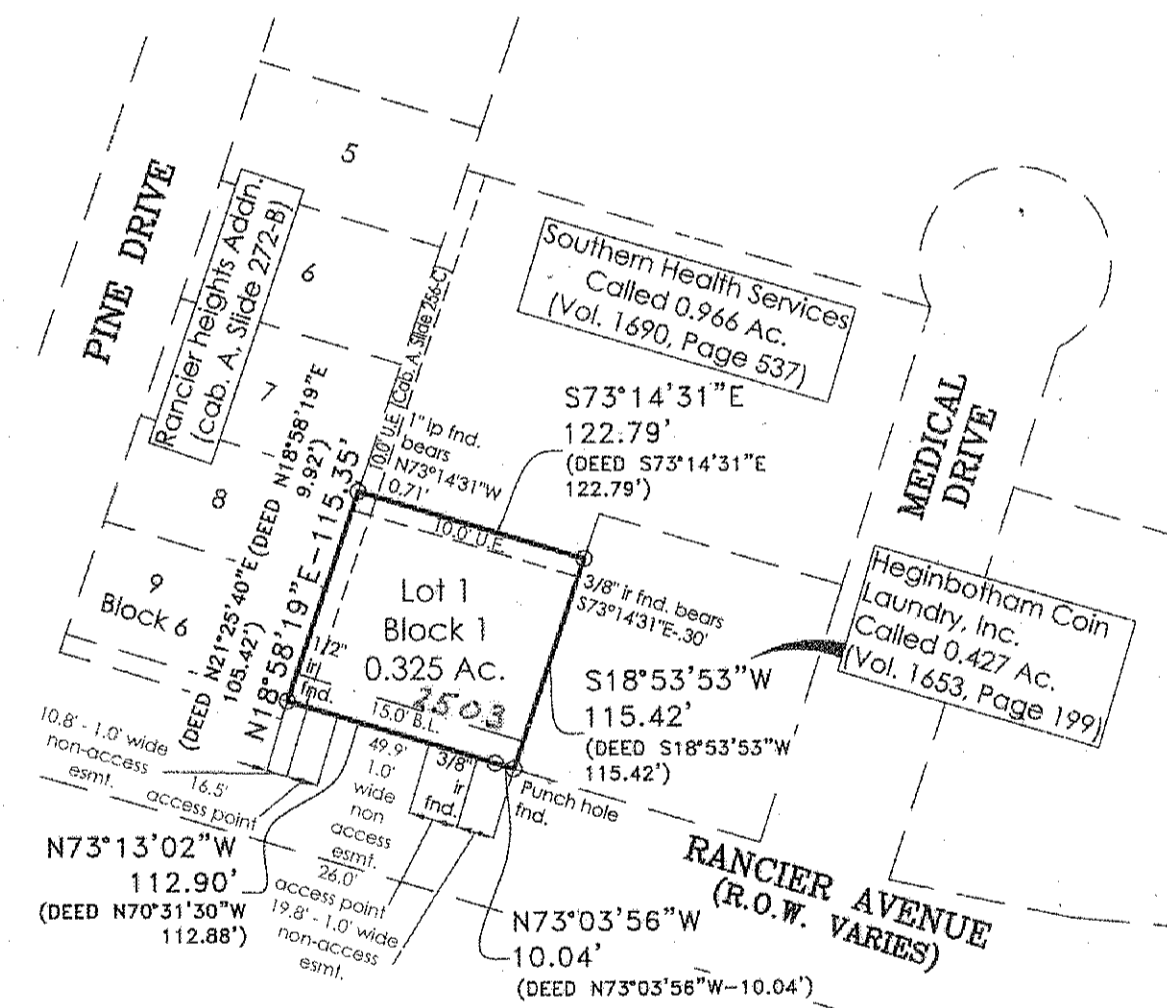 5
6
7
8
9
Block 6
PINE DRIVE
Rancier heights Addn.
(cab. A, Slide 272-B)
10.0' U.E. (Cab. A, Slide 256-C)
Southern Health Services
Called 0.966 Ac.
(Vol. 1690, Page 537)
MEDICAL
DRIVE
S73°14'31"E
122.79'
(DEED S73°14'31"E
122.79')
1" Ip fnd.
bears
N73°14'31"W
0.71'
10.0' U.E.
N18°58'19"E-115.35'
(DEED N18°58'19"E
9.92')
(DEED N21°25'40"E
105.42')
Lot 1
Block 1
0.325 Ac.
2503
15.0' B.L.
1/2"
ir
fnd.
3/8" ir fnd. bears
S73°14'31"E-.30'
S18°53'53"W
115.42'
(DEED S18°53'53"W
115.42')
Heginbotham Coin
Laundry, Inc.
Called 0.427 Ac.
(Vol. 1653, Page 199)
10.8' - 1.0' wide
non-access
esmt.
16.5'
access point
49.9'
1.0'
wide
non
access
esmt.
3/8"
ir
fnd.
Punch hole
fnd.
26.0'
access point
19.8' - 1.0' wide
non-access
esmt.
N73°13'02"W
112.90'
(DEED N70°31'30"W
112.88')
N73°03'56"W
10.04'
(DEED N73°03'56"W-10.04')
RANCIER AVENUE
(R.O.W. VARIES)